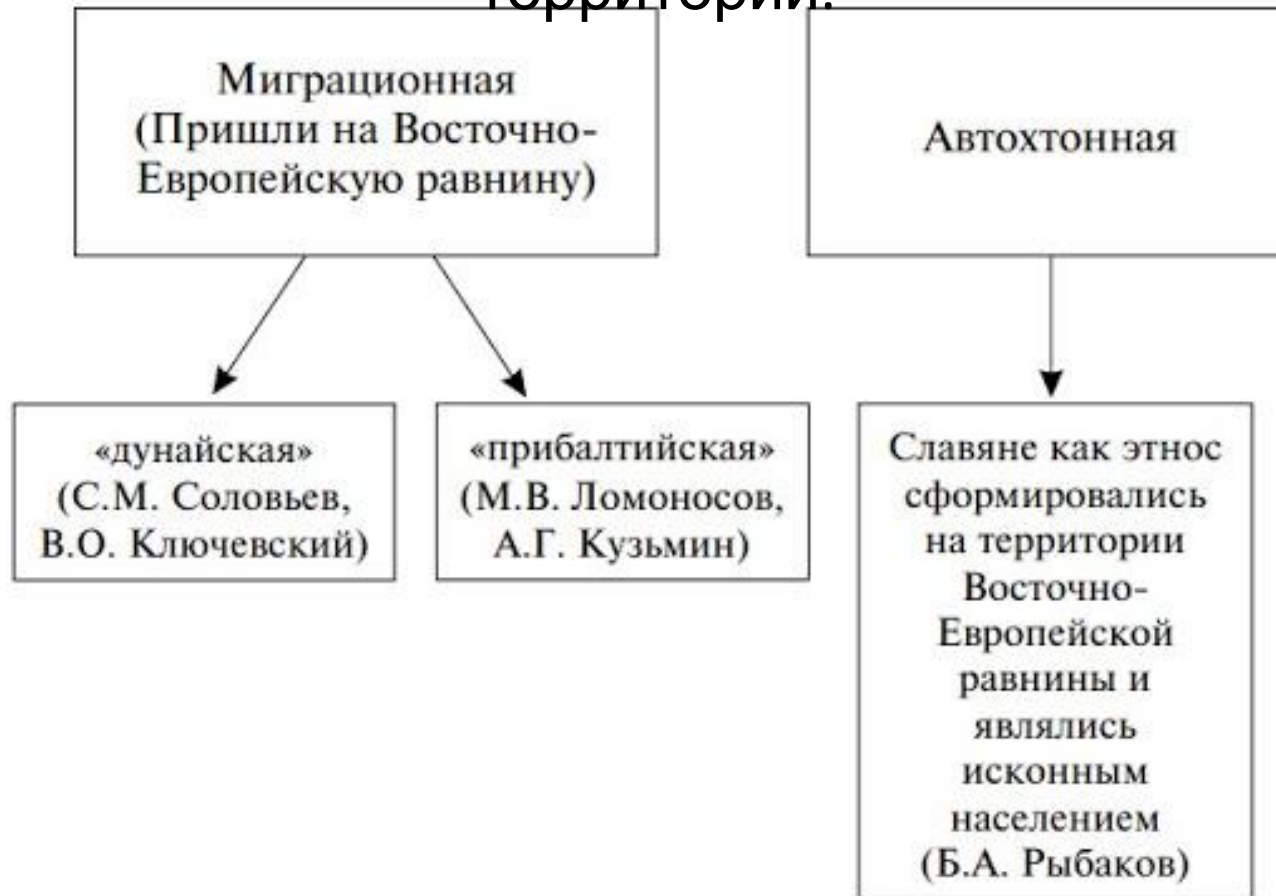 территории.
Миграционная
(Пришли на Восточно-
Европейскую равнину)
Автохтонная
«дунайская»
(С.М. Соловьев,
В.О. Ключевский)
«прибалтийская»
(М.В. Ломоносов,
А.Г. Кузьмин)
Славяне как этнос
сформировались
на территории
Восточно-
Европейской
равнины и
являлись
исконным
населением
(Б.А. Рыбаков)